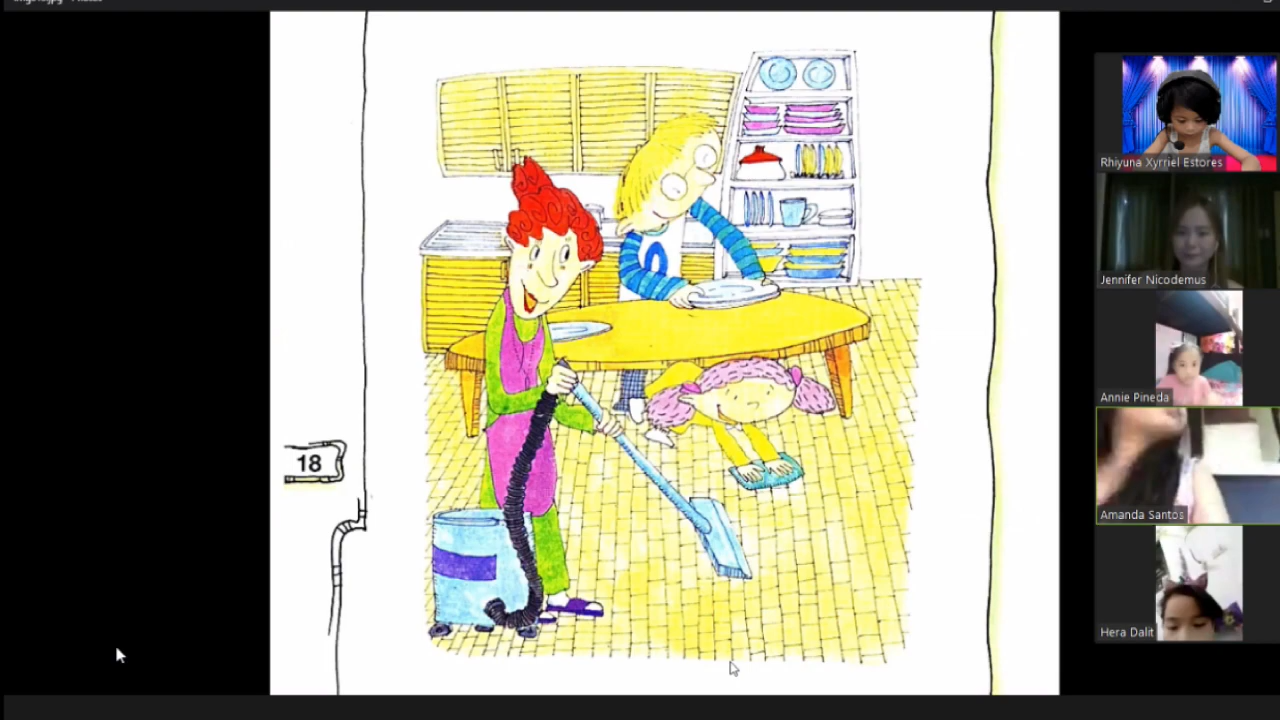 Rhiyuna Xyrriel Estores
Jennifer Nicodemus
Annie Pineda
18
Amanda Santos
Hera Dalit